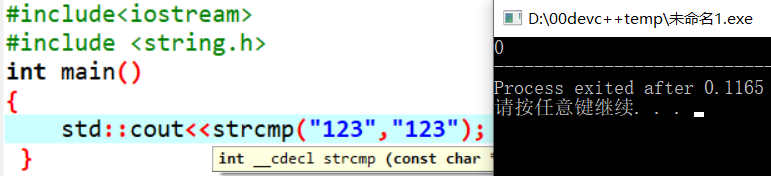 #include<iostream>
#include <string.h>
int main()
{
std::cout<<strcmp("123","123");
}
int __cdecl strcmp (const char *
D:\00devc++temp\未命名1.exe
0
--------------------------------
Process exited after 0.1165
请按任意键继续. . .